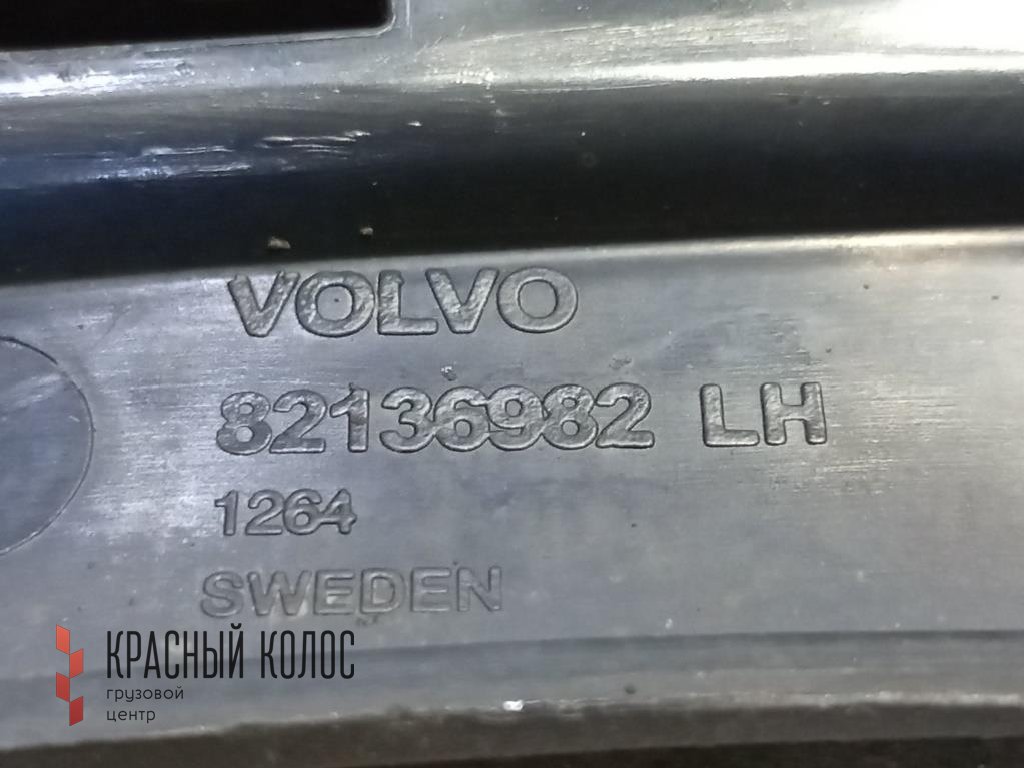 VOLVO
82136982 LH
1264
SWEDEN
КРАСНЫЙ КОЛОС
грузовой
центр